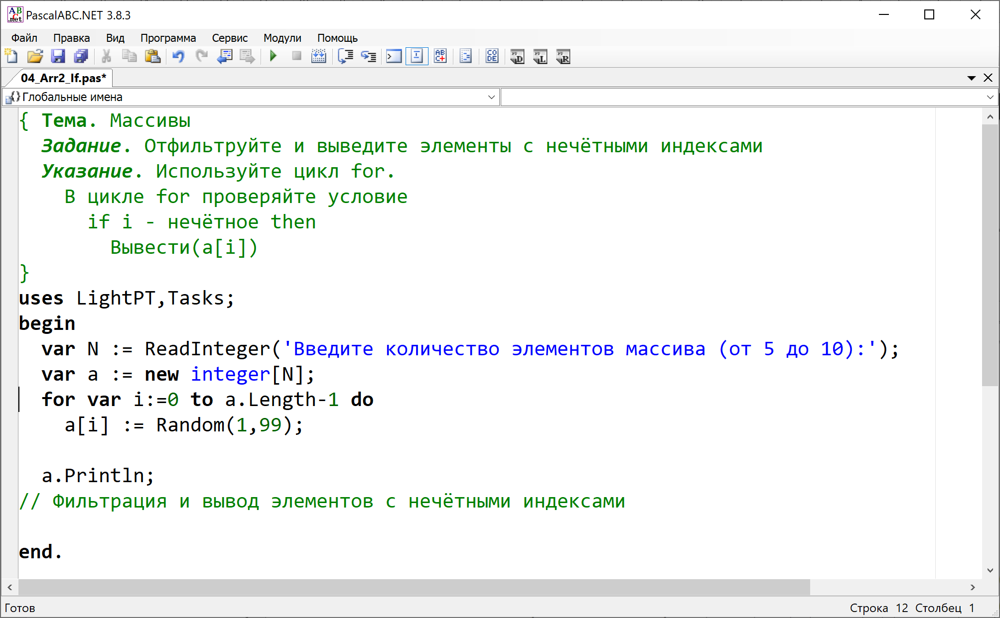 PascalABC.NET 3.8.3
Файл Правка Вид Программа Сервис Модули Помощь
04_Arr2_If.pas*
Глобальные имена
{ Тема. Массивы
Задание. Отфильтруйте и выведите элементы с нечётными индексами
Указание. Используйте цикл for.
В цикле for проверяйте условие
if i - нечётное then
Вывести(a[i])
}
uses LightPT,Tasks;
begin
var N := ReadInteger('Введите количество элементов массива (от 5 до 10):');
var a := new integer[N];
for var i:=0 to a.Length-1 do
a[i] := Random(1,99);
a.Println;
// Фильтрация и вывод элементов с нечётными индексами
end.
Готов
Строка 12 Столбец 1